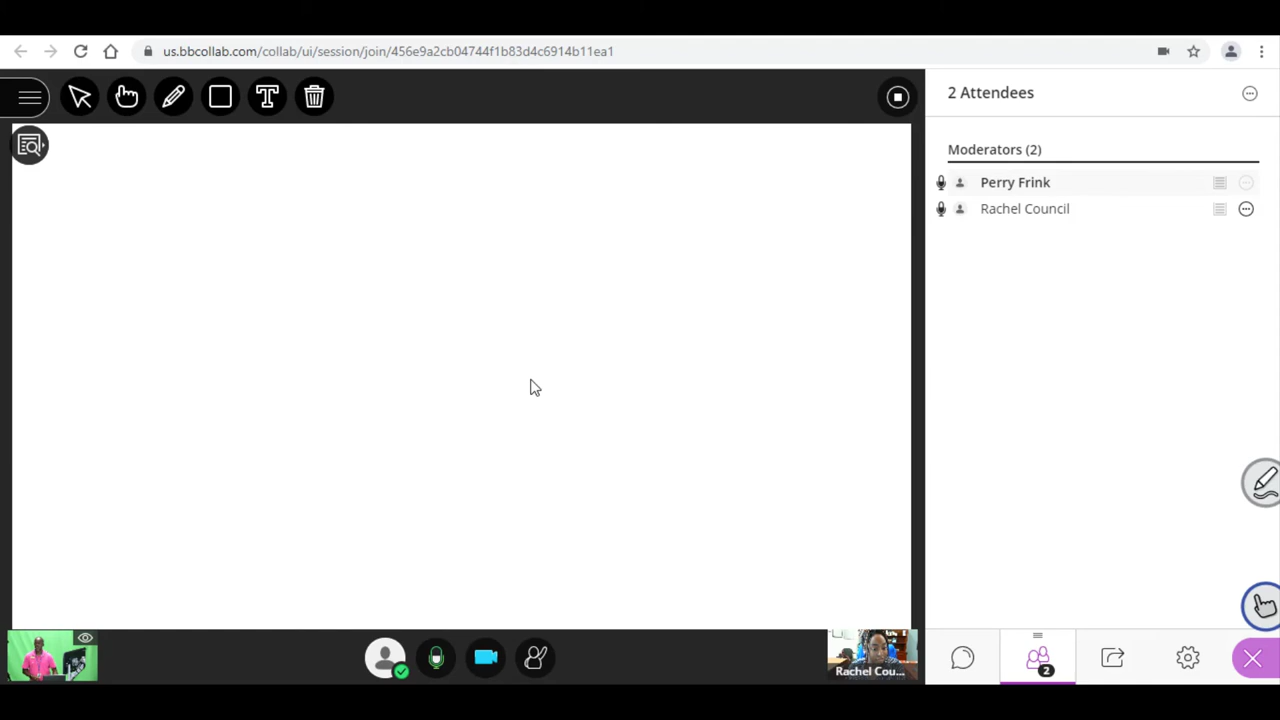 us.bbcollab.com/collab/ui/session/join/456e9a2cb04744f1b83d4c6914b11ea1
T
2 Attendees
Moderators (2)
Perry Frink
Rachel Council
Rachel Cou...
2